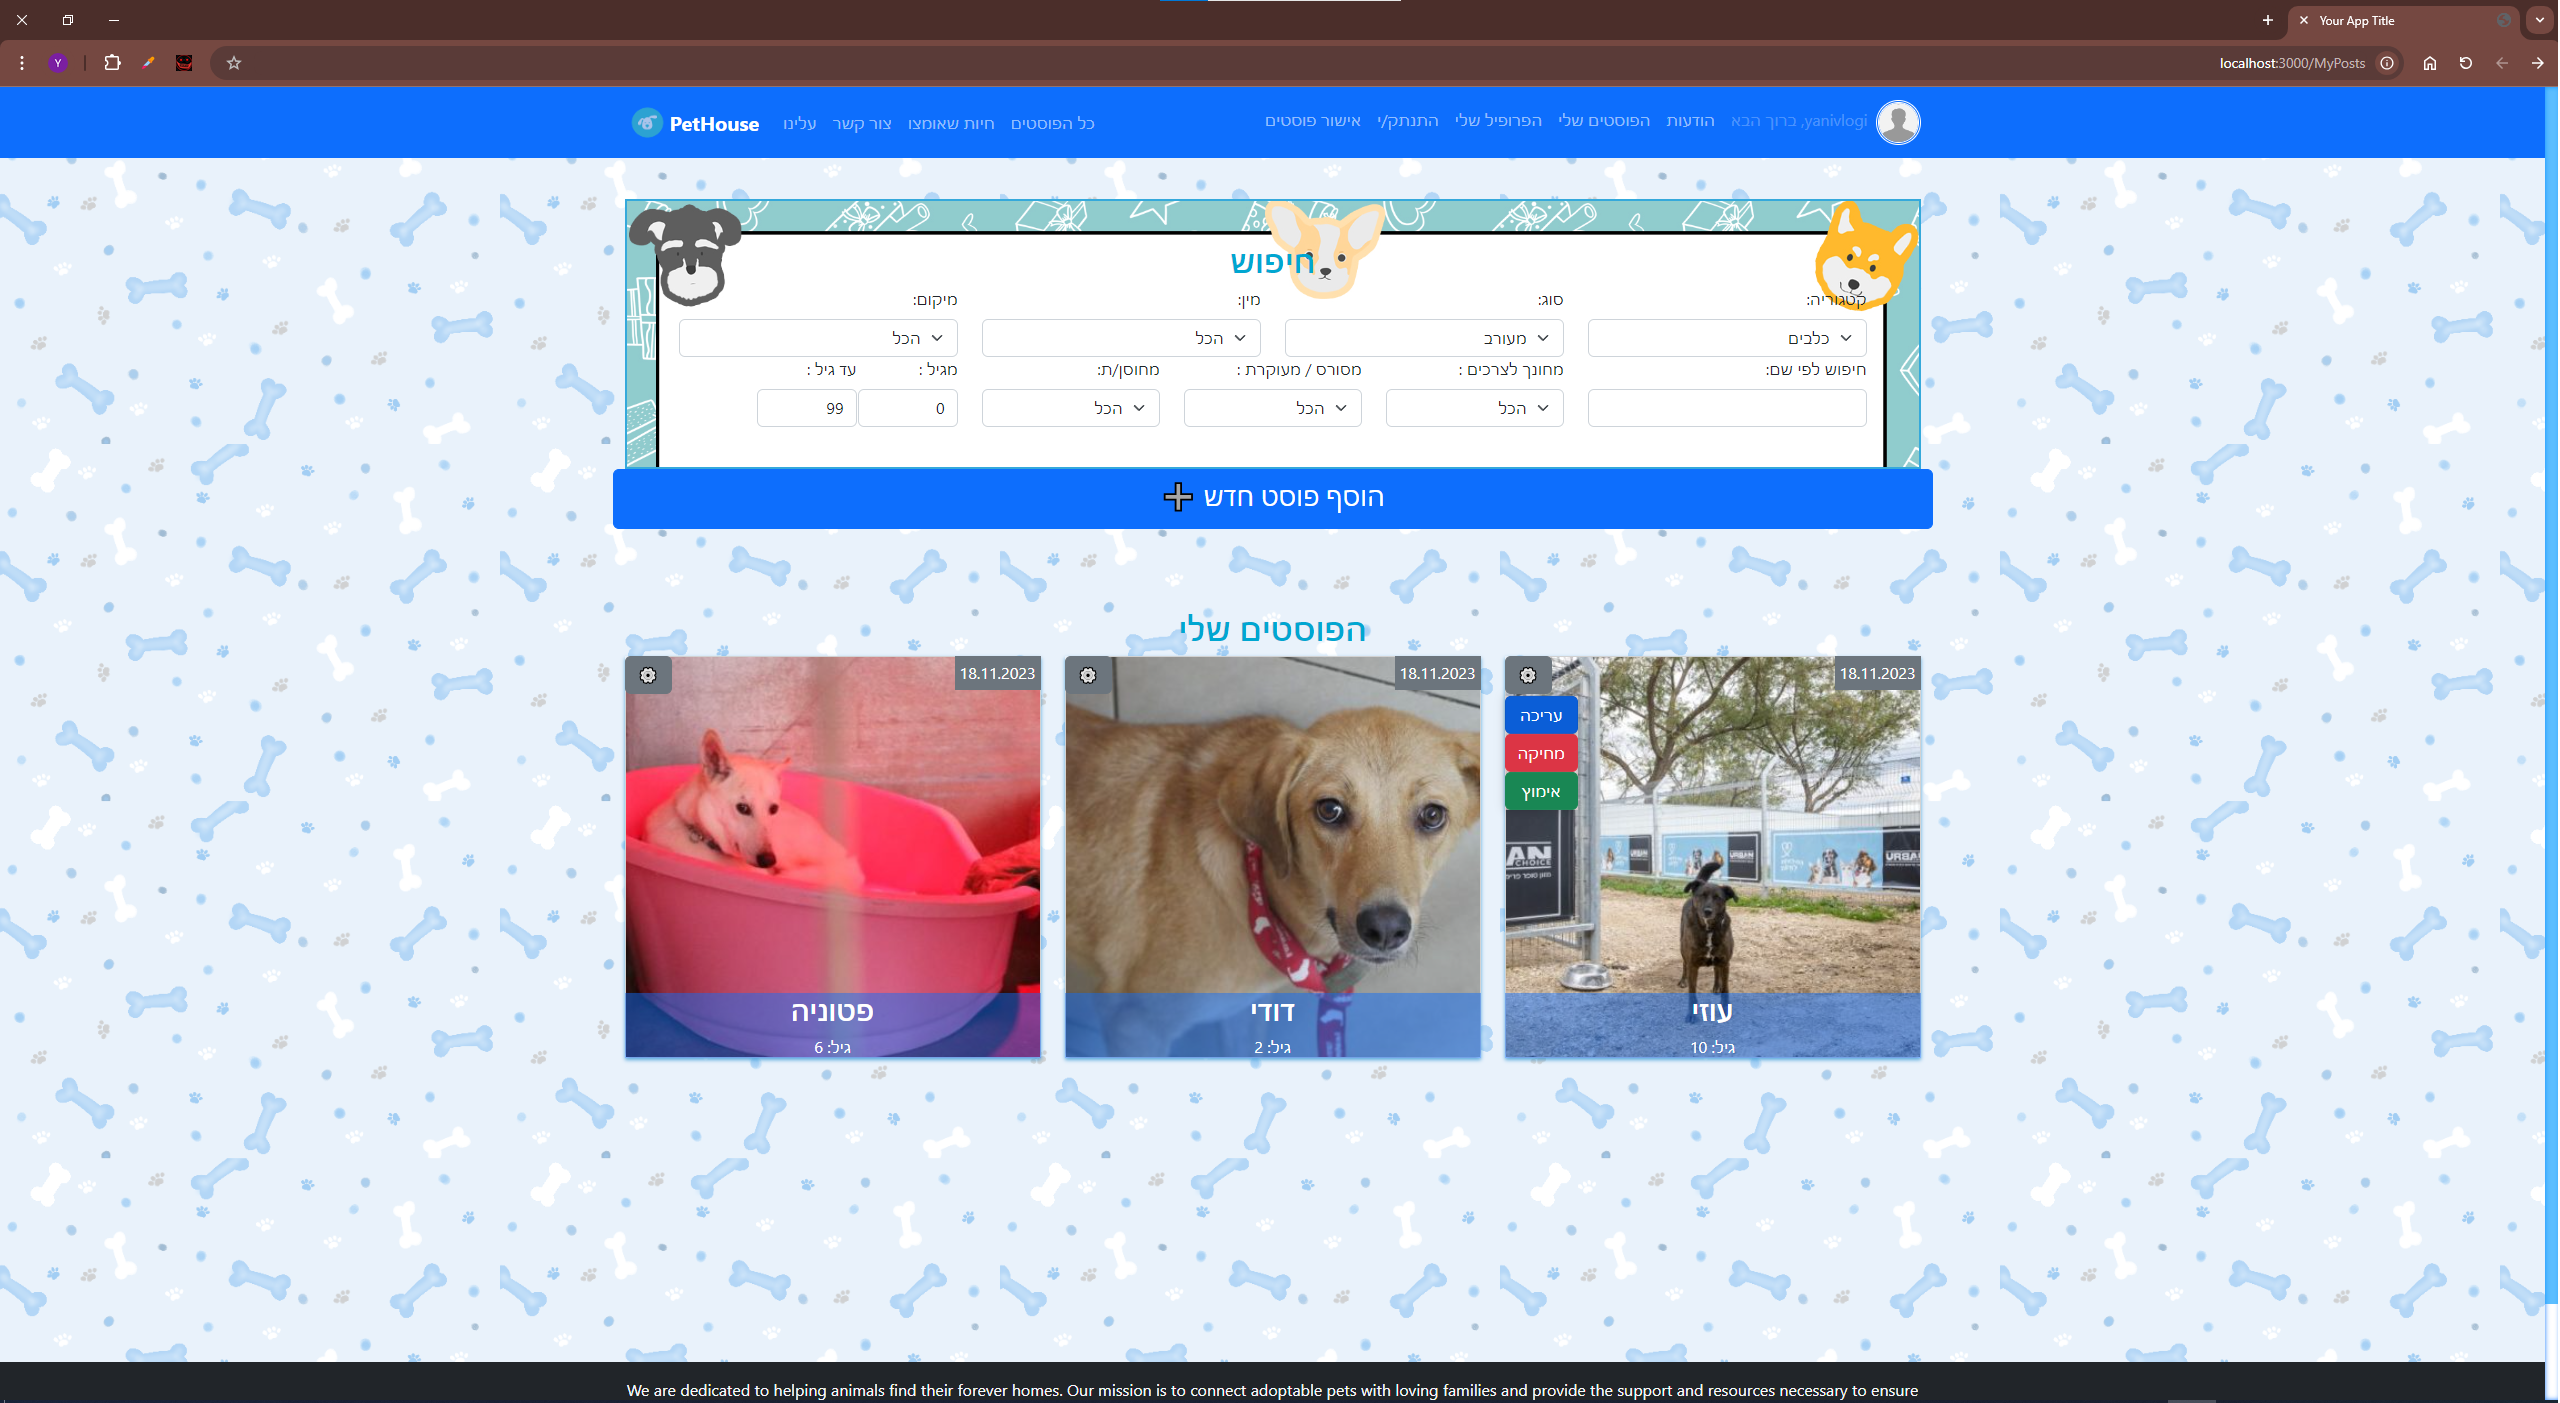 Your App Title
localhost:3000/MyPosts
Y
PetHouse
עלינו
צור קשר
חיות שאומצו
כל הפוסטים
אישור פוסטים
התנתק/י
הפרופיל שלי
הפוסטים שלי
הודעות
yanivlogi, ברוך הבא
חיפוש
קטגוריה:
סוג:
מין:
מיקום:
כלבים
מעורב
הכל
הכל
חיפוש לפי שם:
מחונך לצרכים :
מסורס / מעוקרת :
מחוסן/ת:
מגיל :
עד גיל :
הכל
הכל
הכל
0
99
הוסף פוסט חדש
הפוסטים שלי
18.11.2023
עריכה
מחיקה
אימוץ
AN
CHOICE
URBAN
URBAN
עוזי
גיל: 10
18.11.2023
דודי
גיל: 2
18.11.2023
פטוניה
גיל: 6
We are dedicated to helping animals find their forever homes. Our mission is to connect adoptable pets with loving families and provide the support and resources necessary to ensure